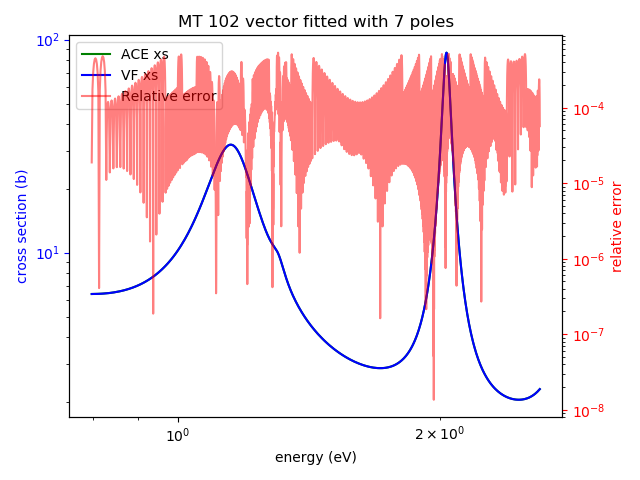 MT 102 vector fitted with 7 poles
ACE xs
VF xs
Relative error
10²
10¹
cross section (b)
10⁻⁴
10⁻⁵
10⁻⁶
10⁻⁷
10⁻⁸
relative error
10⁰
2 × 10⁰
energy (eV)